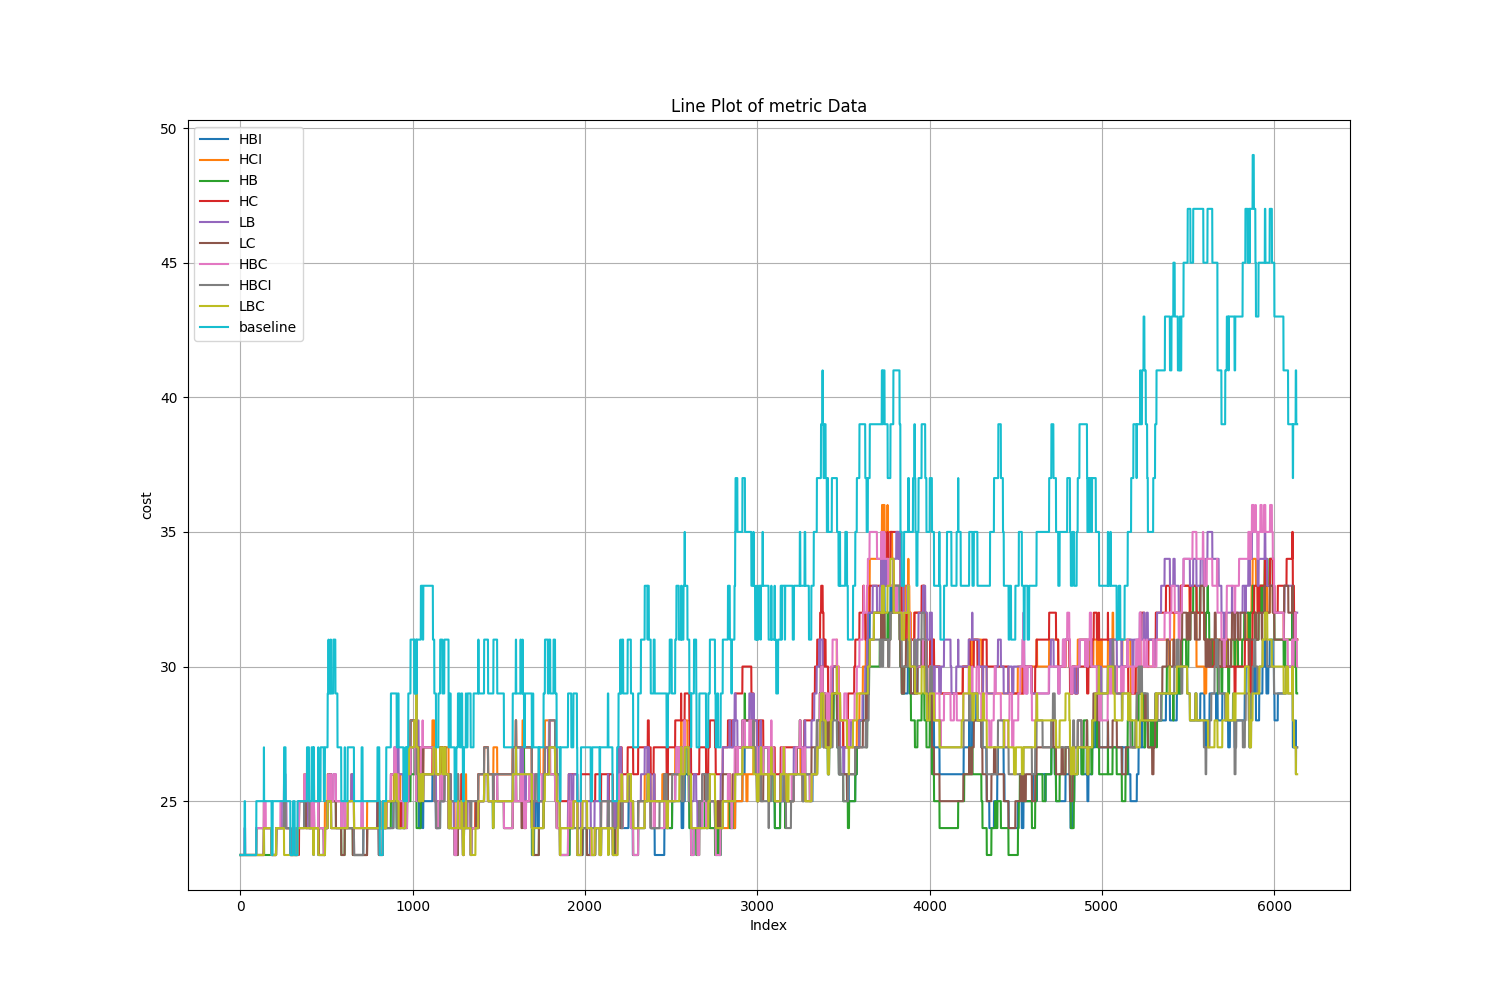 Line Plot of metric Data
50
45
40
35
30
25
cost
HBI
HCI
HB
HC
LB
LC
HBC
HBCI
LBC
baseline
0
1000
2000
3000
4000
5000
6000
Index